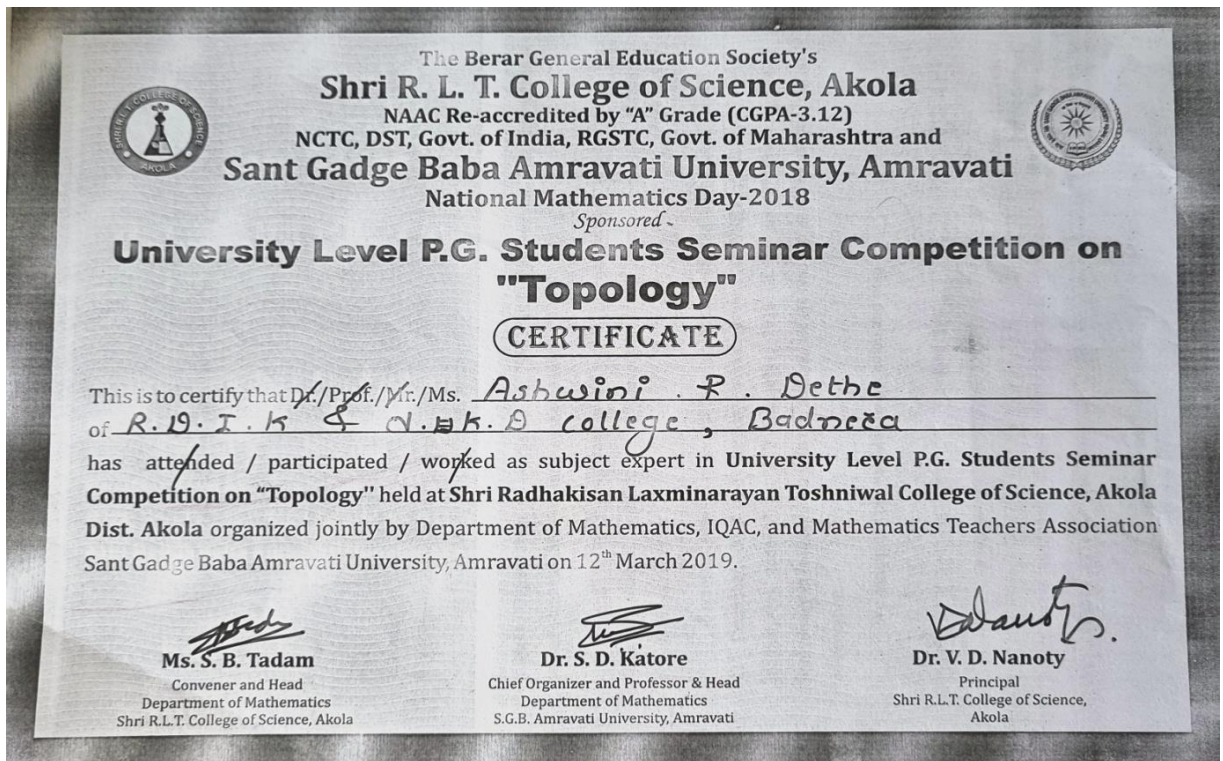 The Berar General Education Society's
Shri R. L. T. College of Science, Akola
NAAC Re-accredited by "A" Grade (CGPA-3.12)
NCTC, DST, Govt. of India, RGSTC, Govt. of Maharashtra and
Sant Gadge Baba Amravati University, Amravati
National Mathematics Day-2018
Sponsored ~
University Level P.G. Students Seminar Competition on
"Topology"
CERTIFICATE
This is to certify that Dr./Prof./Mr./Ms. Ashwini . R . Dethe
of R.D.I.K & N.K.D college, Badnera
has attended / participated / worked as subject expert in University Level P.G. Students Seminar
Competition on "Topology" held at Shri Radhakisan Laxminarayan Toshniwal College of Science, Akola
Dist. Akola organized jointly by Department of Mathematics, IQAC, and Mathematics Teachers Association
Sant Gadge Baba Amravati University, Amravati on 12th March 2019.
Ms. S. B. Tadam
Convener and Head
Department of Mathematics
Shri R.L.T. College of Science, Akola
Dr. S. D. Katore
Chief Organizer and Professor & Head
Department of Mathematics
S.G.B. Amravati University, Amravati
Dr. V. D. Nanoty
Principal
Shri R.L.T. College of Science,
Akola
SHRI R.L.T. COLLEGE OF SCIENCE
AKOLA